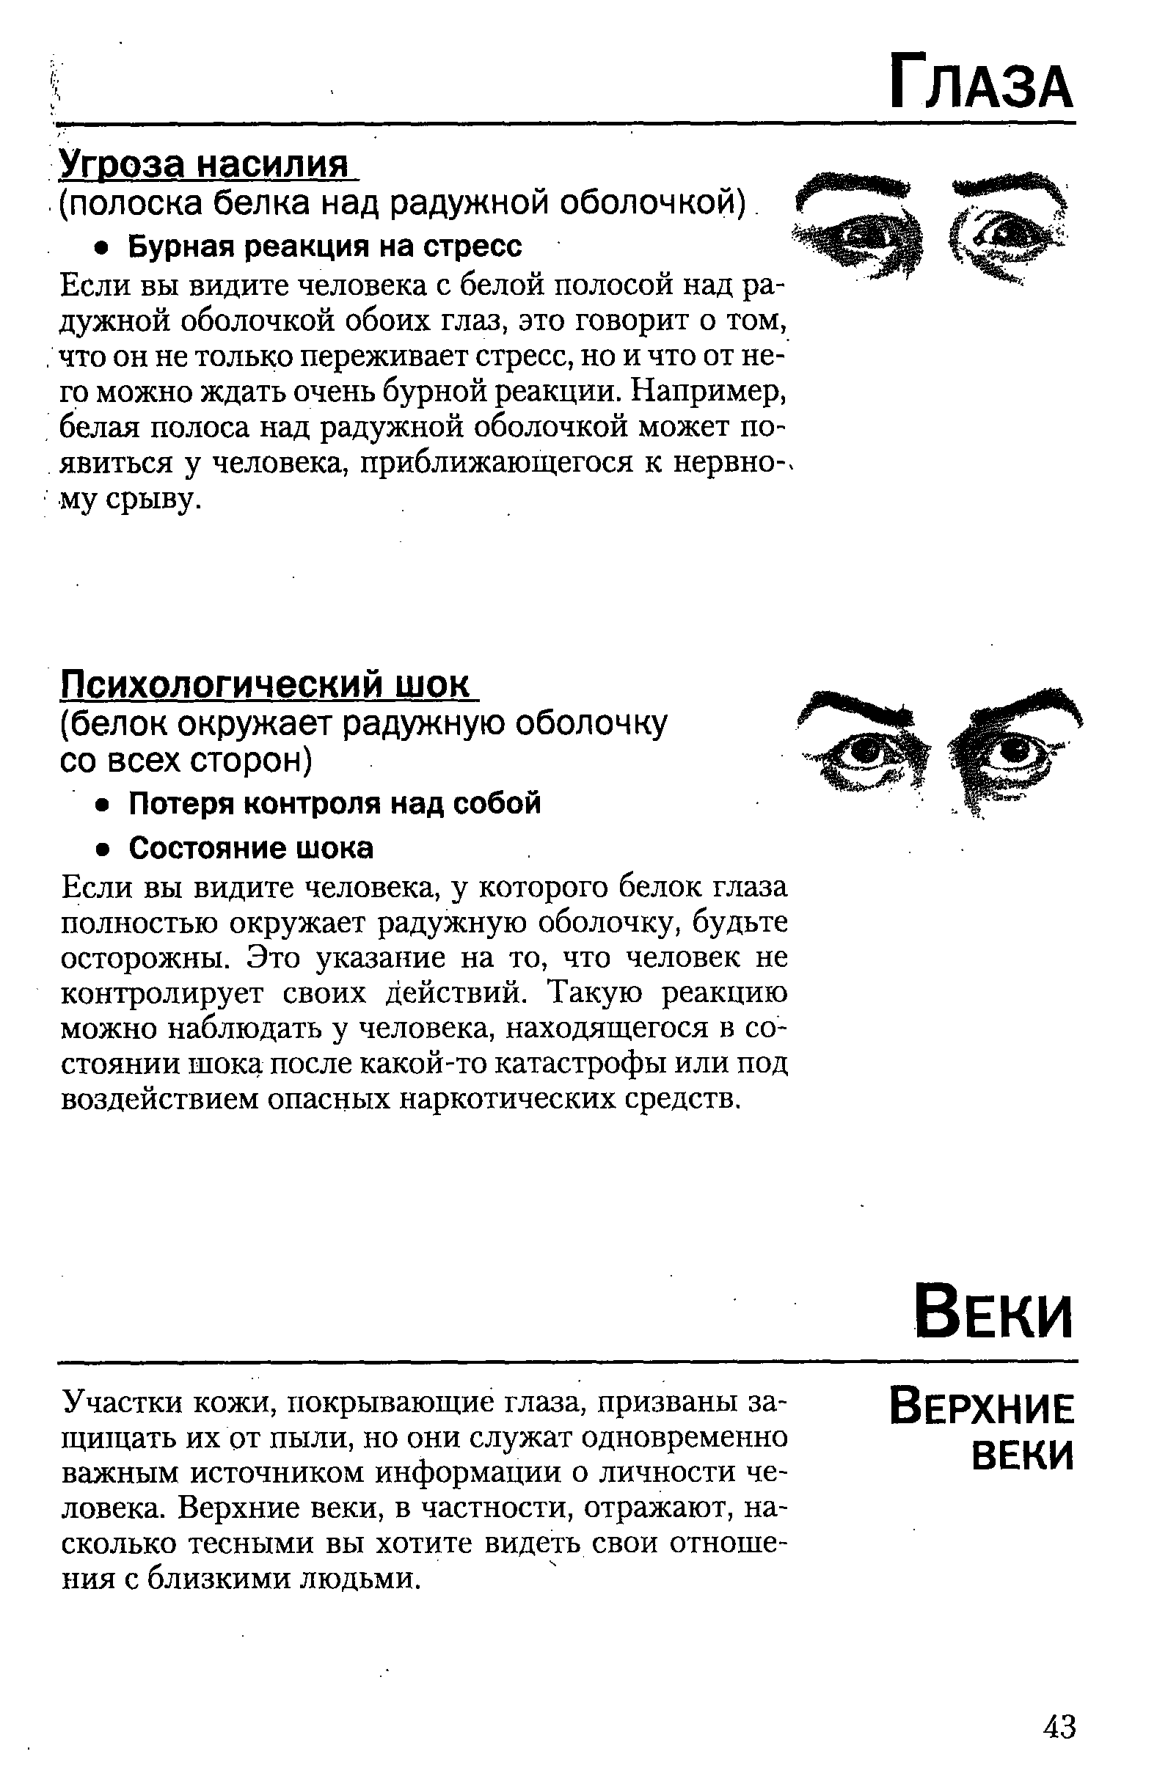 Глаза
Угроза насилия
(полоска белка над радужной оболочкой)
• Бурная реакция на стресс
Если вы видите человека с белой полосой над ра-
дужной оболочкой обоих глаз, это говорит о том,
что он не только переживает стресс, но и что от не-
го можно ждать очень бурной реакции. Например,
белая полоса над радужной оболочкой может по-
явиться у человека, приближающегося к нервно-
му срыву.
Психологический шок
(белок окружает радужную оболочку
со всех сторон)
• Потеря контроля над собой
• Состояние шока
Если вы видите человека, у которого белок глаза
полностью окружает радужную оболочку, будьте
осторожны. Это указание на то, что человек не
контролирует своих действий. Такую реакцию
можно наблюдать у человека, находящегося в со-
стоянии шока после какой-то катастрофы или под
воздействием опасных наркотических средств.
Веки
Верхние
веки
Участки кожи, покрывающие глаза, призваны за-
щищать их от пыли, но они служат одновременно
важным источником информации о личности че-
ловека. Верхние веки, в частности, отражают, на-
сколько тесными вы хотите видеть свои отноше-
ния с близкими людьми.
43